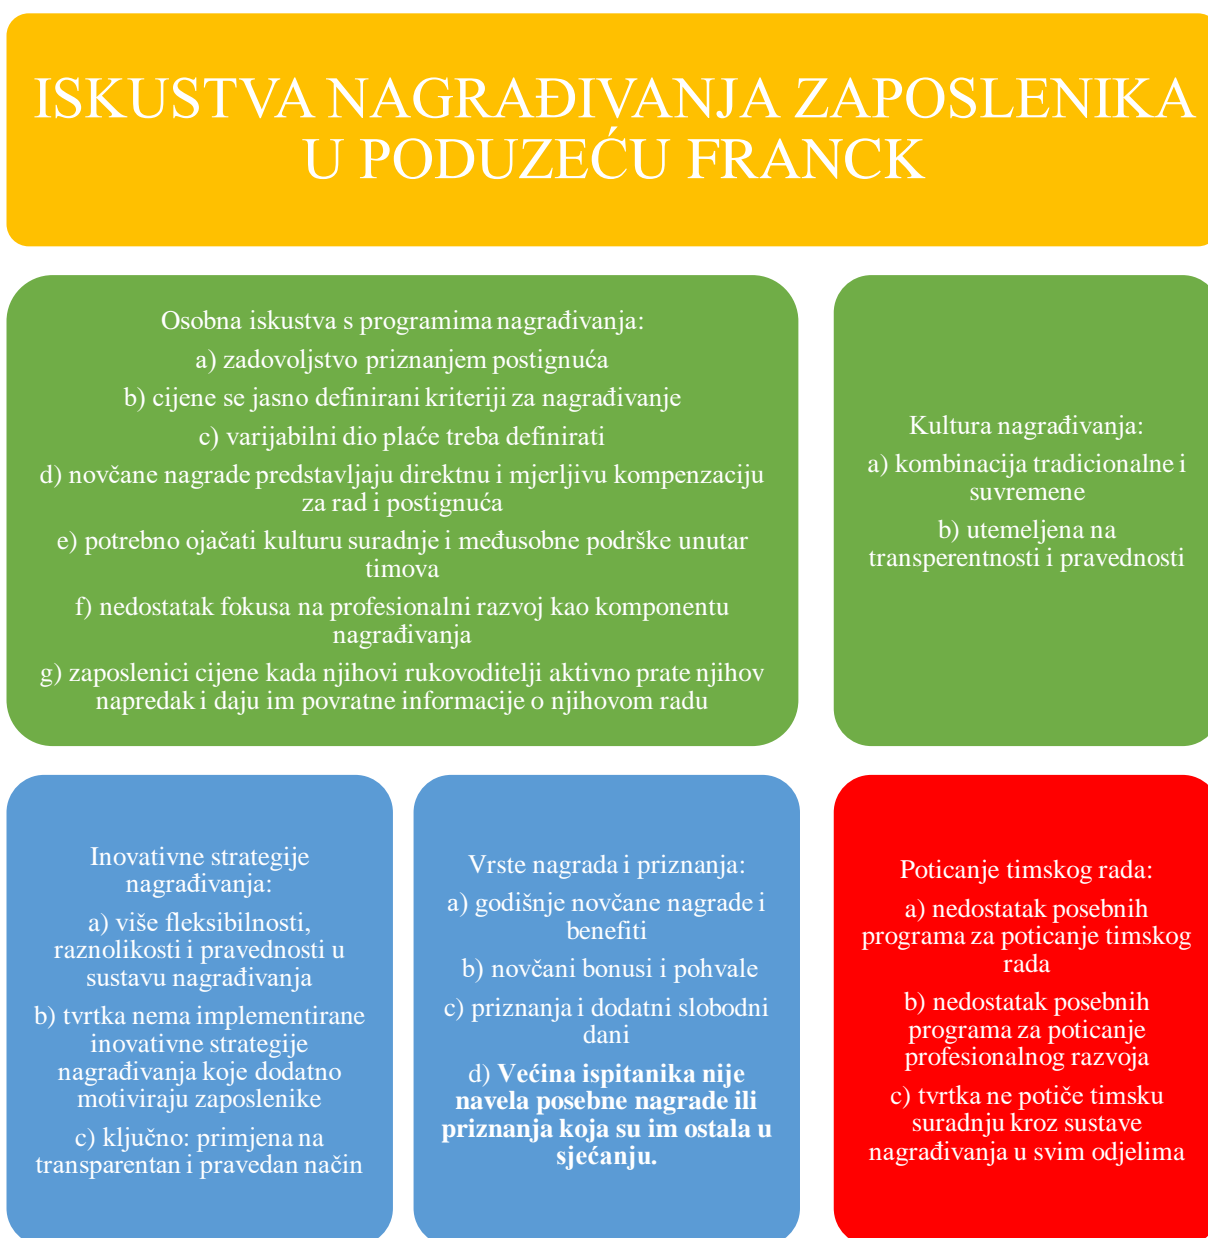 ISKUSTVA NAGRAĐIVANJA ZAPOSLENIKA
U PODUZEĆU FRANCK
Osobna iskustva s programima nagrađivanja:
a) zadovoljstvo priznanjem postignuća
b) cijene se jasno definirani kriteriji za nagrađivanje
c) varijabilni dio plaće treba definirati
d) novčane nagrade predstavljaju direktnu i mjerljivu kompenzaciju
za rad i postignuća
e) potrebno ojačati kulturu suradnje i međusobne podrške unutar
timova
f) nedostatak fokusa na profesionalni razvoj kao komponentu
nagrađivanja
g) zaposlenici cijene kada njihovi rukovoditelji aktivno prate njihov
napredak i daju im povratne informacije o njihovom radu
Kultura nagrađivanja:
a) kombinacija tradicionalne i
suvremene
b) utemeljena na
transperentnosti i pravednosti
Inovativne strategije
nagrađivanja:
a) više fleksibilnosti,
raznolikosti i pravednosti u
sustavu nagrađivanja
b) tvrtka nema implementirane
inovativne strategije
nagrađivanja koje dodatno
motiviraju zaposlenike
c) ključno: primjena na
transparentan i pravedan način
Vrste nagrada i priznanja:
a) godišnje novčane nagrade i
benefiti
b) novčani bonusi i pohvale
c) priznanja i dodatni slobodni
dani
d) Većina ispitanika nije
navela posebne nagrade ili
priznanja koja su im ostala u
sjećanju.
Poticanje timskog rada:
a) nedostatak posebnih
programa za poticanje timskog
rada
b) nedostatak posebnih
programa za poticanje
profesionalnog razvoja
c) tvrtka ne potiče timsku
suradnju kroz sustave
nagrađivanja u svim odjelima